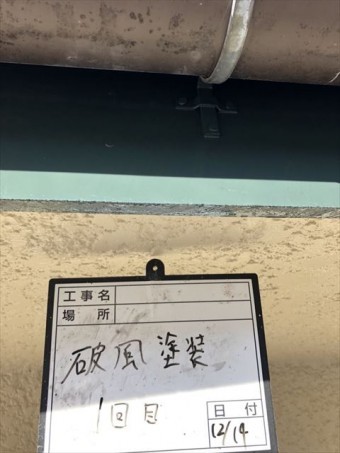 工事名
場所
破風塗装
1回目
日付
12/14